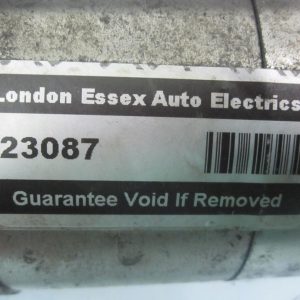 London Essex Auto Electrics
23087
Guarantee Void If Removed